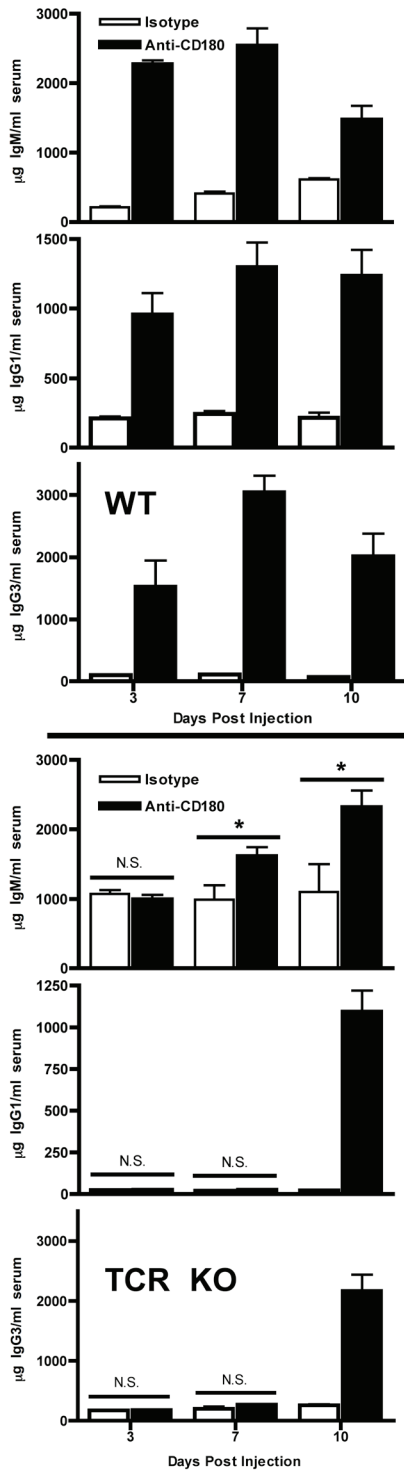 Isotype
Anti-CD180
3000
2000
1000
0
µg IgM/ml serum
1500
1000
500
0
µg IgG1/ml serum
WT
3000
2000
1000
0
µg IgG3/ml serum
3 7 10
Days Post Injection
Isotype
Anti-CD180
3000
2000
1000
0
µg IgM/ml serum
N.S. * *
1250
1000
750
500
250
0
µg IgG1/ml serum
N.S. N.S.
TCR KO
3000
2000
1000
0
µg IgG3/ml serum
N.S. N.S.
3 7 10
Days Post Injection